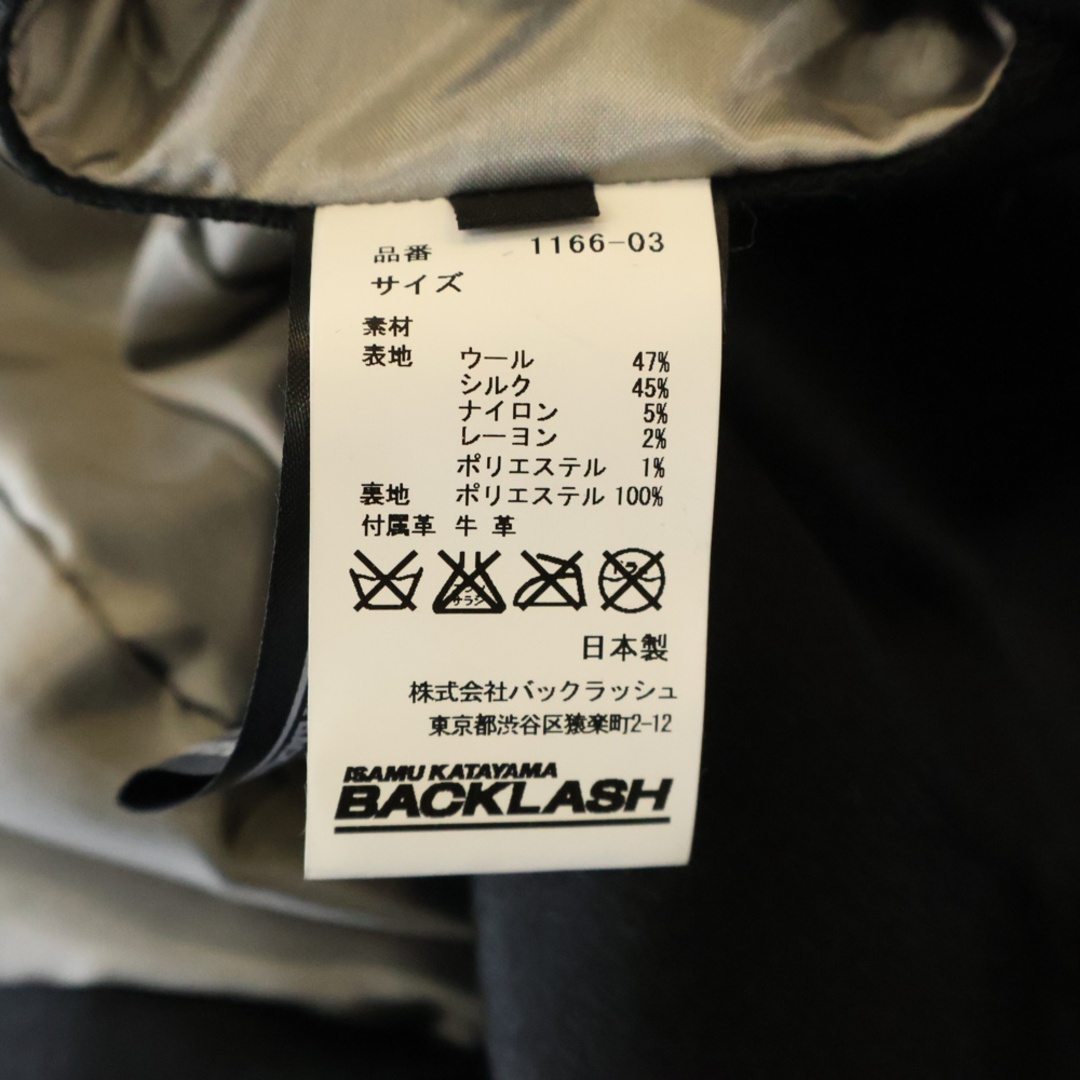 品番 1166-03
サイズ
素材
表地 ウール 47%
シルク 45%
ナイロン 5%
レーヨン 2%
ポリエステル 1%
裏地 ポリエステル 100%
付属革 牛 革
日本製
株式会社バックラッシュ
東京都渋谷区猿楽町2-12
ISAMU KATAYAMA
BACKLASH